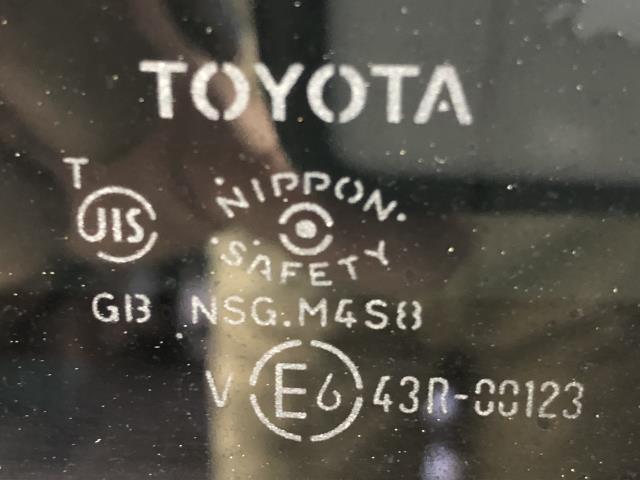 TOYOTA
T
JIS
NIPPON
SAFETY
GB NSG.M4S8
V E6 43R-00123